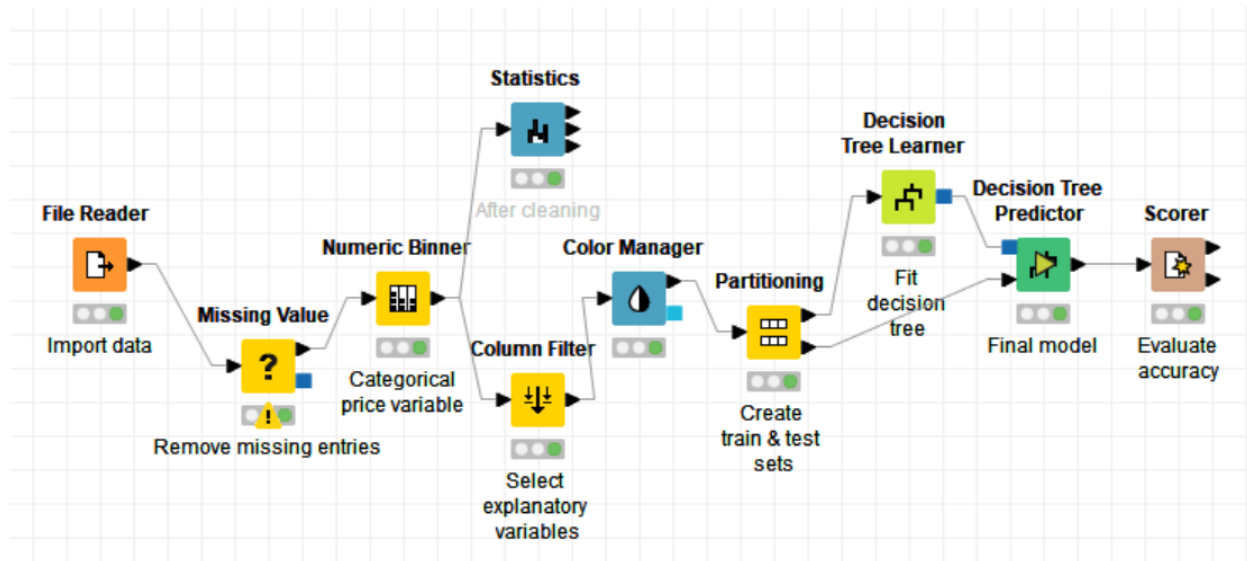 Statistics
After cleaning
File Reader
Import data
Missing Value
?
!
Remove missing entries
Numeric Binner
Categorical
price variable
Column Filter
Select
explanatory
variables
Color Manager
Partitioning
Create
train & test
sets
Decision
Tree Learner
Fit
decision
tree
Decision Tree
Predictor
Final model
Scorer
Evaluate
accuracy